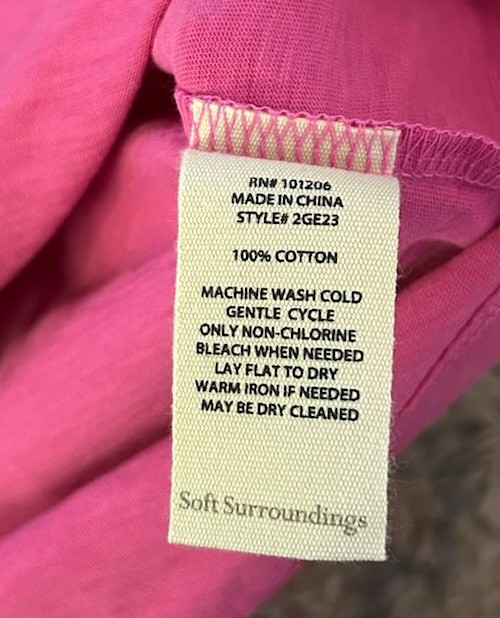 RN# 101206
MADE IN CHINA
STYLE# 2GE23
100% COTTON
MACHINE WASH COLD
GENTLE CYCLE
ONLY NON-CHLORINE
BLEACH WHEN NEEDED
LAY FLAT TO DRY
WARM IRON IF NEEDED
MAY BE DRY CLEANED
Soft Surroundings